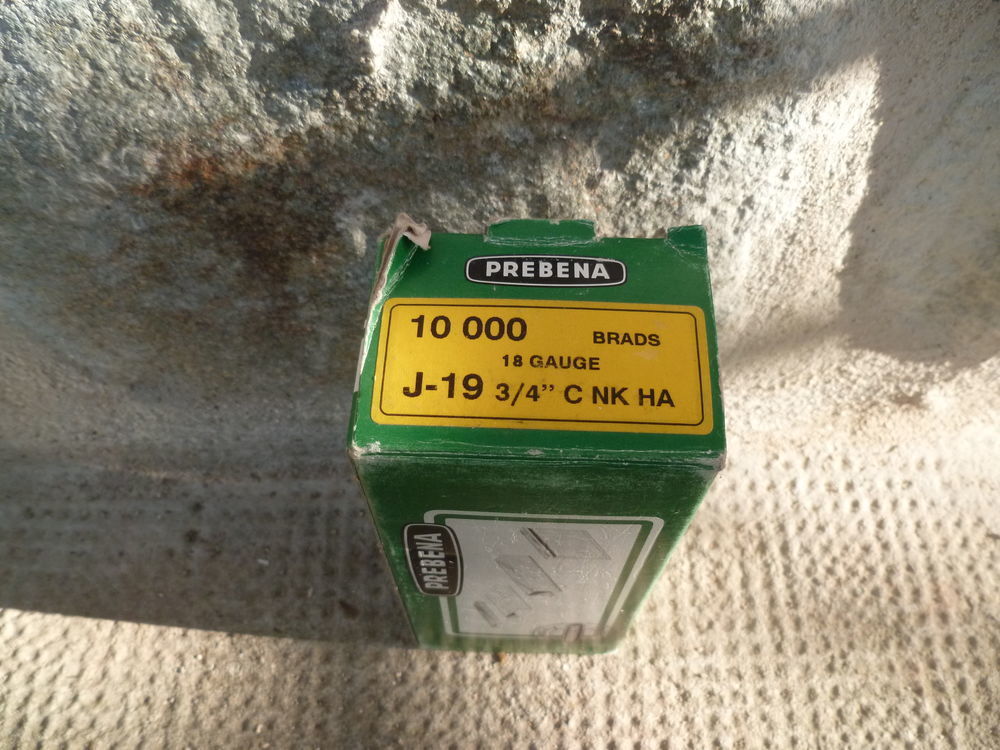 PREBENA
10 000 BRADS
18 GAUGE
J-19 3/4" C NK HA
PREBENA